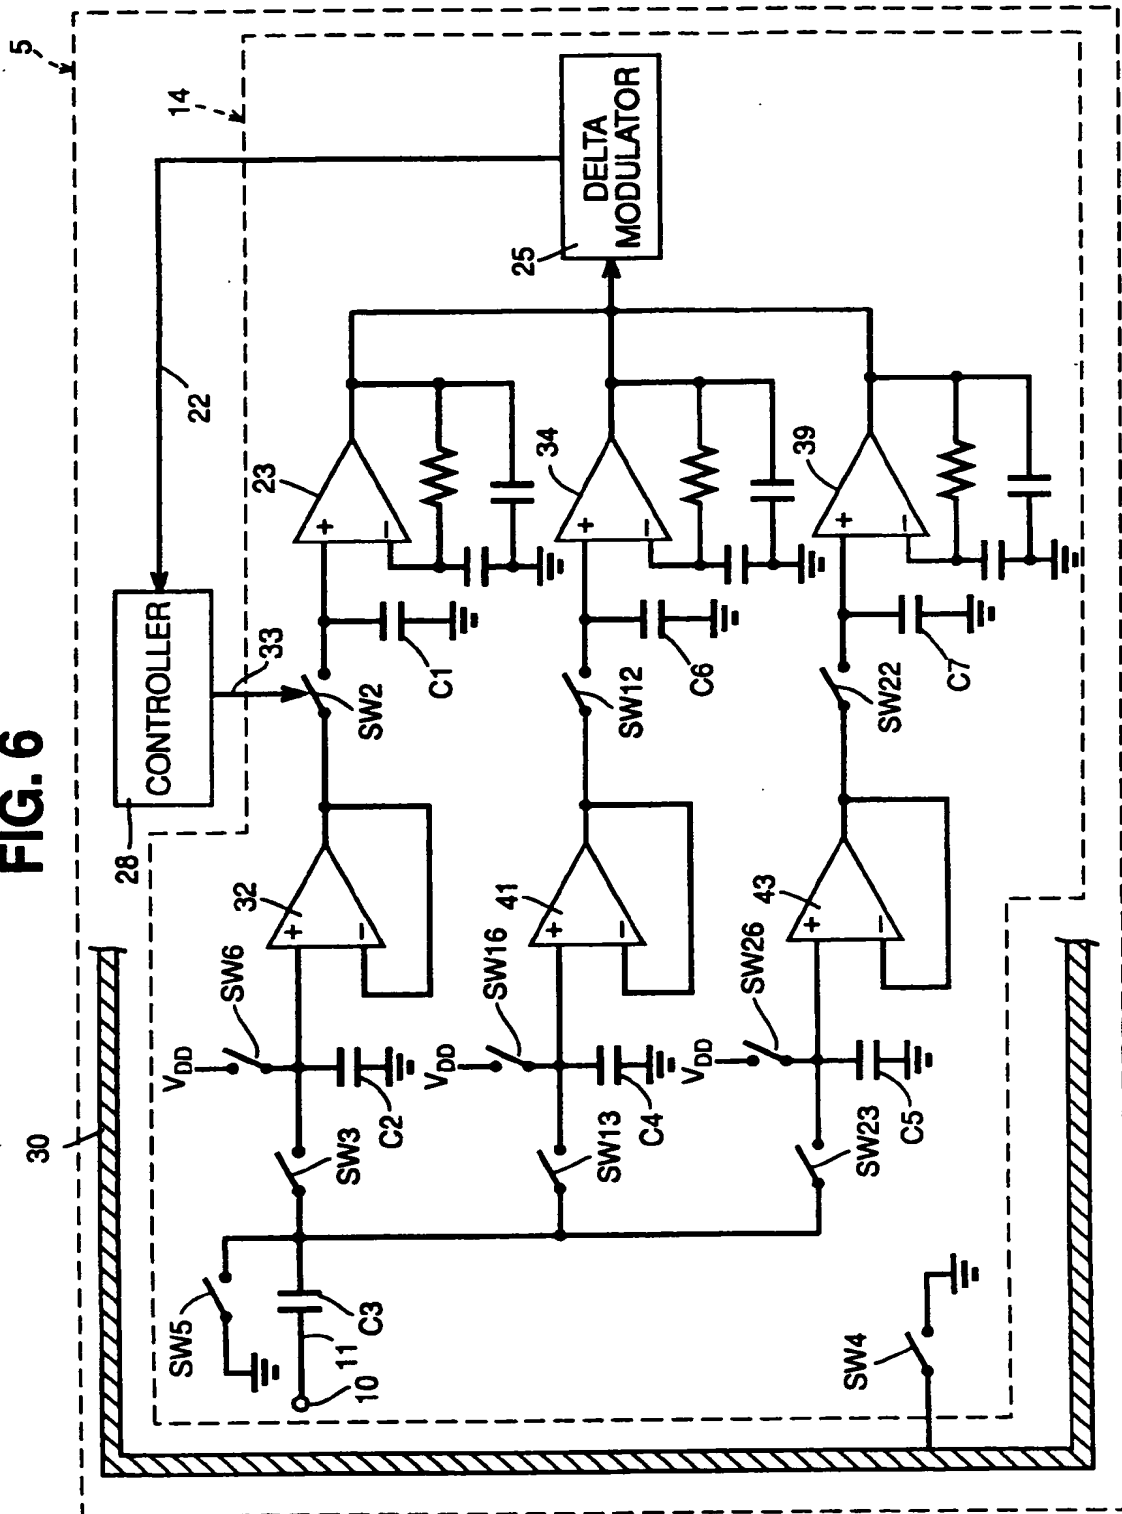 FIG. 6
5
14
30
28
CONTROLLER
33
22
25
DELTA
MODULATOR
SW5
10
11
C3
SW3
VDD
SW6
C2
32
SW2
C1
23
SW13
VDD
SW16
C4
41
SW12
C6
34
SW23
VDD
SW26
C5
43
SW22
C7
39
SW4
+
−
+
−
+
−
+
−
+
−
+
−